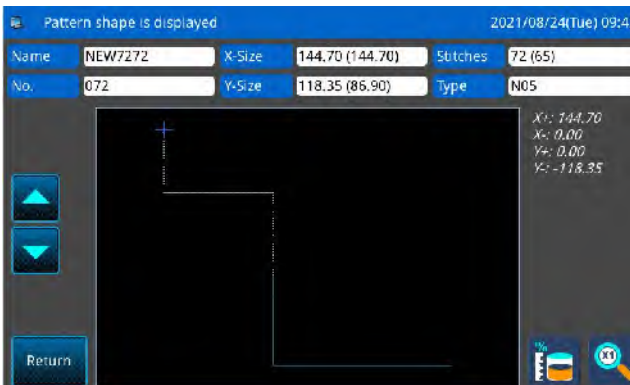 Pattern shape is displayed 2021/08/24(Tue) 09:4
Name NEW7272 X-Size 144.70 (144.70) Stitches 72 (65)
No. 072 Y-Size 118.35 (86.90) Type N05
X+: 144.70
X-: 0.00
Y+: 0.00
Y-: -118.35
Return
X1